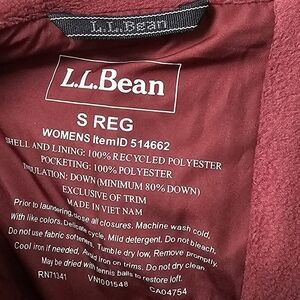 L.L.Bean
L.L.Bean
S REG
WOMENS ItemID 514662
SHELL AND LINING: 100% RECYCLED POLYESTER
POCKETING: 100% POLYESTER
INSULATION: DOWN (MINIMUM 80% DOWN)
EXCLUSIVE OF TRIM
MADE IN VIET NAM
Prior to laundering, close all closures. Machine wash cold,
With like colors, Delicate cycle, Mild detergent. Do not bleach,
Do not use fabric softeners, Tumble dry low, Remove promptly,
Cool iron if needed, Avoid iron on trims. Do not dry clean
May be dried with tennis balls to restore loft.
RN71341 VN1001548 CA04754